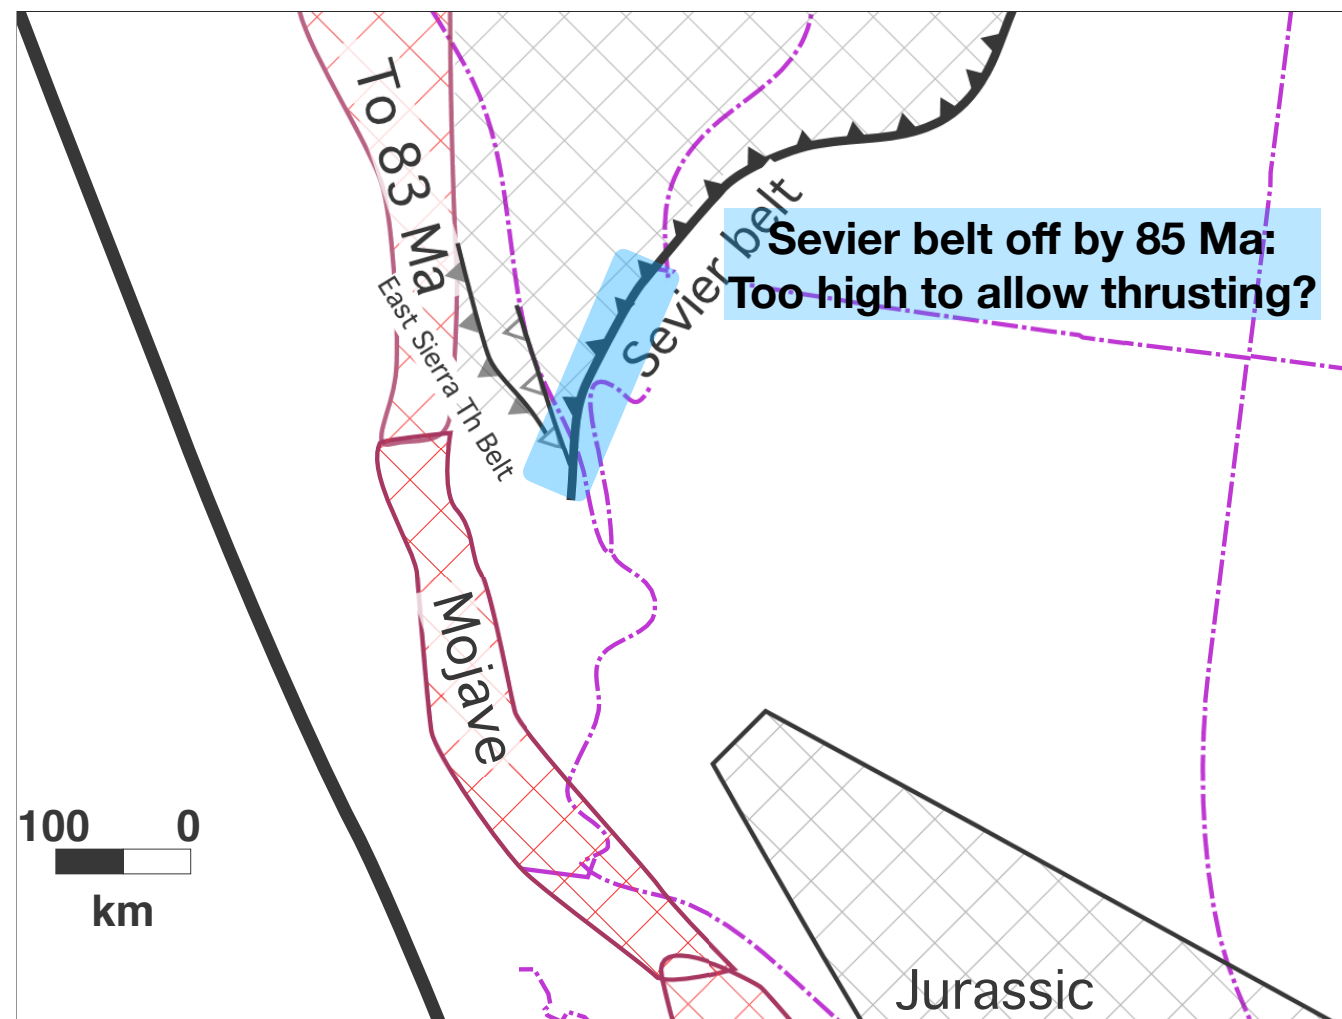 To 83 Ma
Sevier belt
Sevier belt off by 85 Ma:
Too high to allow thrusting?
East Sierra Th Belt
Mojave
100 0
km
Jurassic